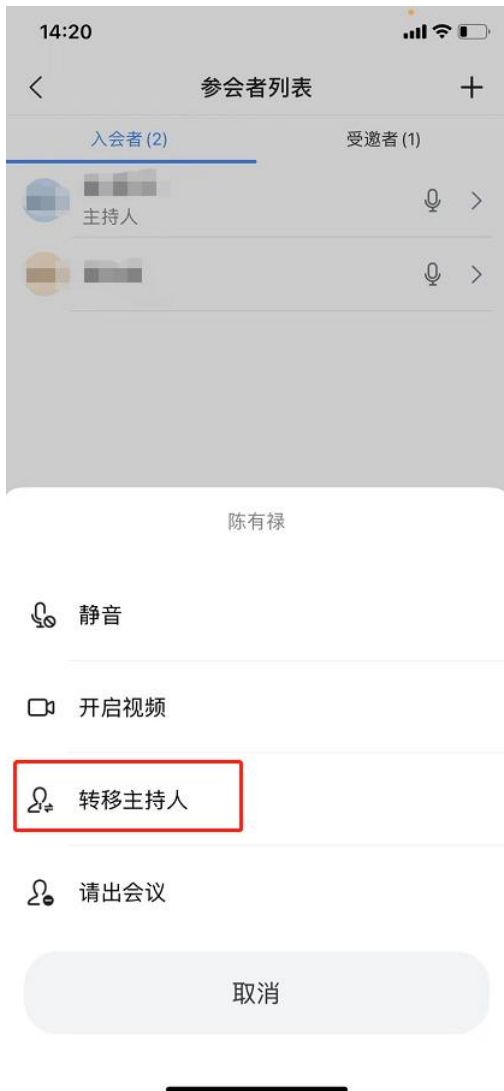 14:20
参会者列表
入会者(2)
受邀者(1)
主持人
陈有禄
静音
开启视频
转移主持人
请出会议
取消